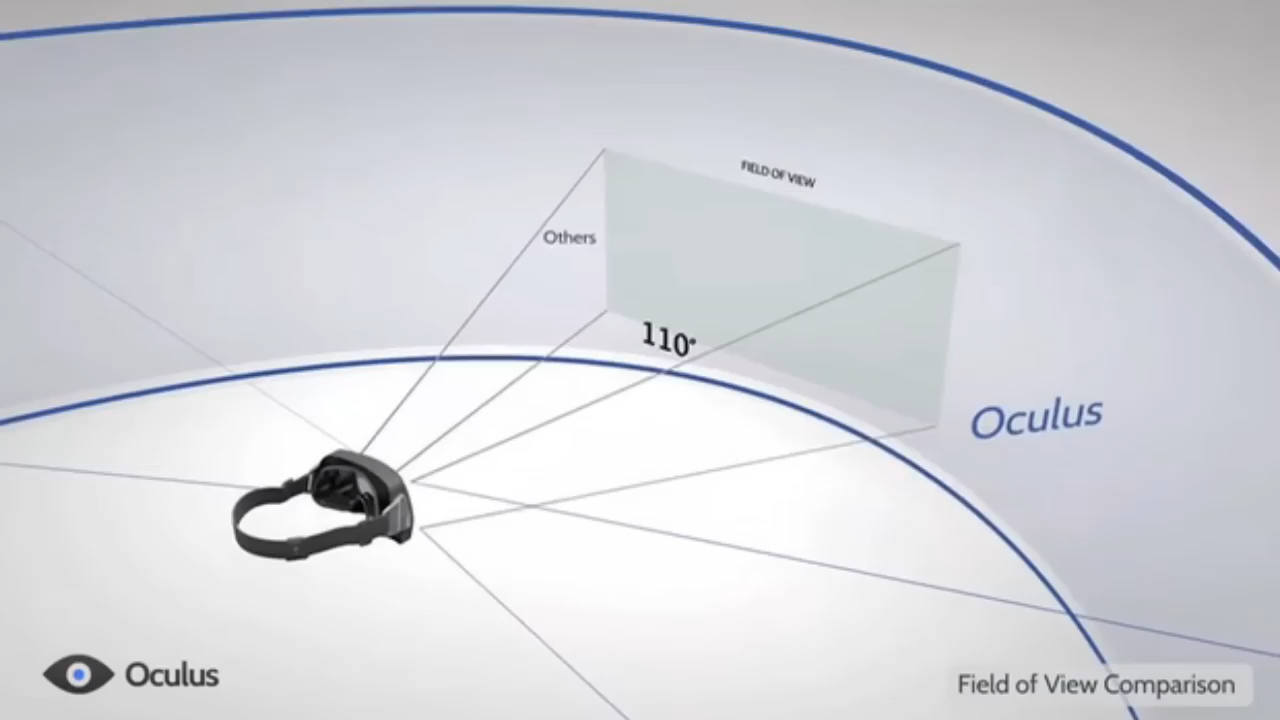 FIELD OF VIEW
Others
110°
Oculus
Oculus
Field of View Comparison